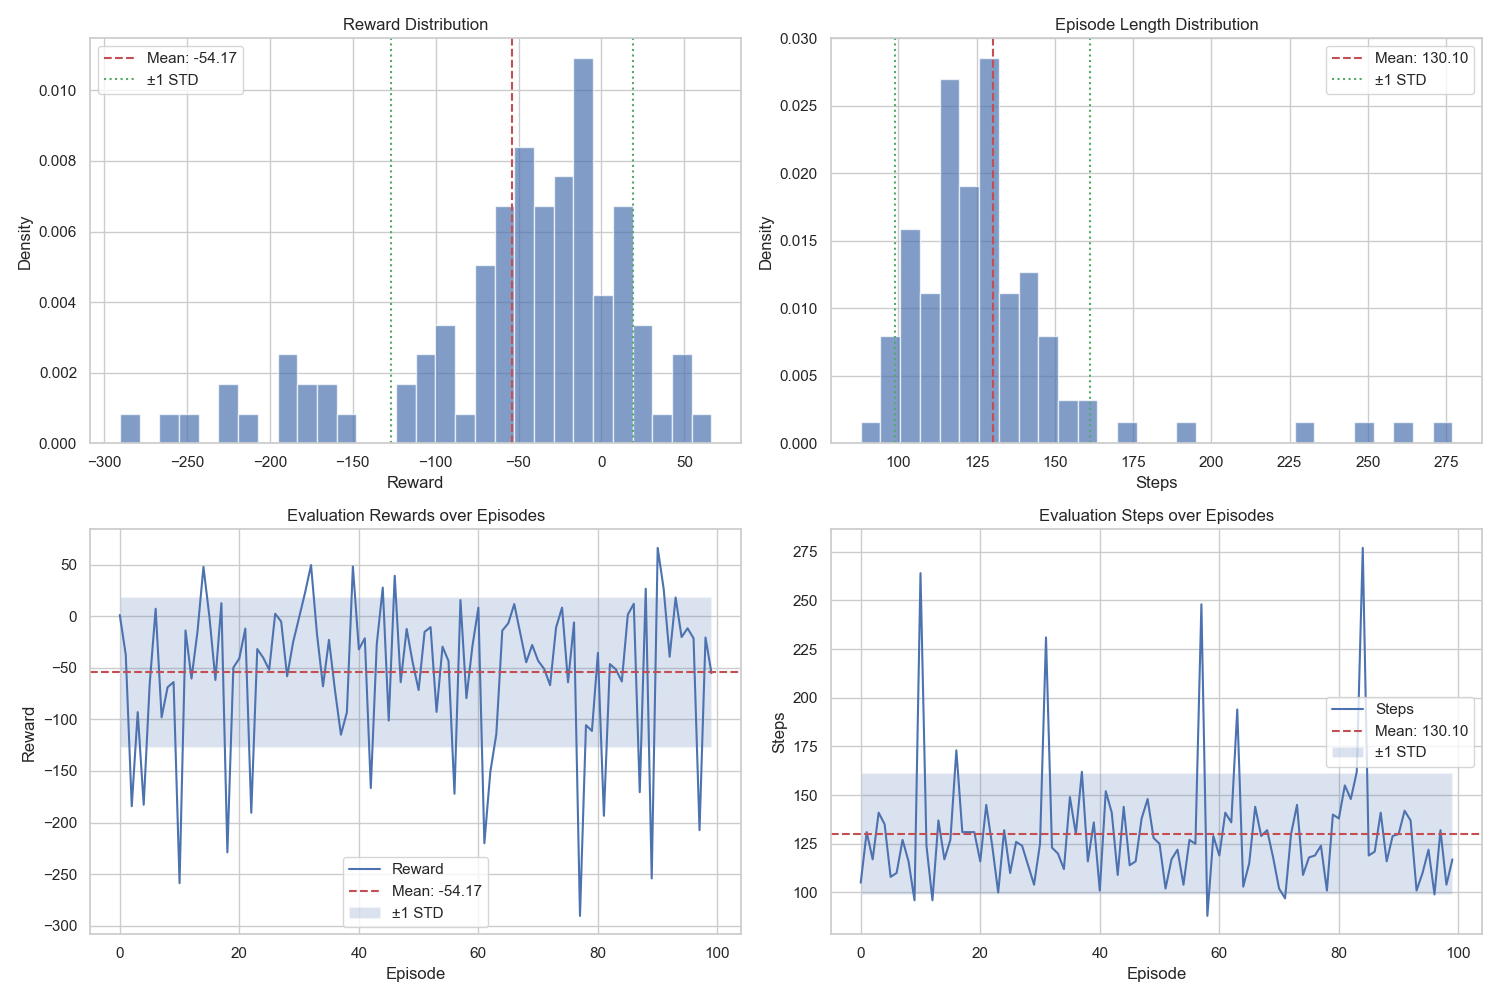 Reward Distribution
Mean: -54.17
±1 STD
Density
0.010
0.008
0.006
0.004
0.002
0.000
−300 −250 −200 −150 −100 −50 0 50
Reward
Episode Length Distribution
Mean: 130.10
±1 STD
Density
0.030
0.025
0.020
0.015
0.010
0.005
0.000
100 125 150 175 200 225 250 275
Steps
Evaluation Rewards over Episodes
Reward
50
0
−50
−100
−150
−200
−250
−300
Reward
Mean: -54.17
±1 STD
0 20 40 60 80 100
Episode
Evaluation Steps over Episodes
Steps
275
250
225
200
175
150
125
100
Steps
Mean: 130.10
±1 STD
0 20 40 60 80 100
Episode